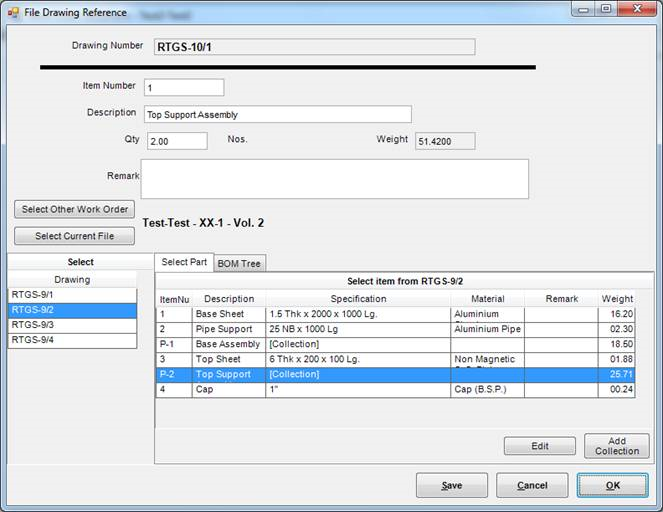 File Drawing Reference
Drawing Number RTGS-10/1
Item Number 1
Description Top Support Assembly
Qty 2.00 Nos. Weight 51.4200
Remark
Select Other Work Order
Test-Test - XX-1 - Vol. 2
Select Current File
Select
Drawing
RTGS-9/1
RTGS-9/2
RTGS-9/3
RTGS-9/4
Select Part BOM Tree
Select item from RTGS-9/2
ItemNu Description Specification Material Remark Weight
1 Base Sheet 1.5 Thk x 2000 x 1000 Lg. Aluminium 16.20
2 Pipe Support 25 NB x 1000 Lg Aluminium Pipe 02.30
P-1 Base Assembly [Collection] 18.50
3 Top Sheet 6 Thk x 200 x 100 Lg. Non Magnetic 01.88
P-2 Top Support [Collection] 25.71
4 Cap 1" Cap (B.S.P.) 00.24
Edit
Add
Collection
Save Cancel OK